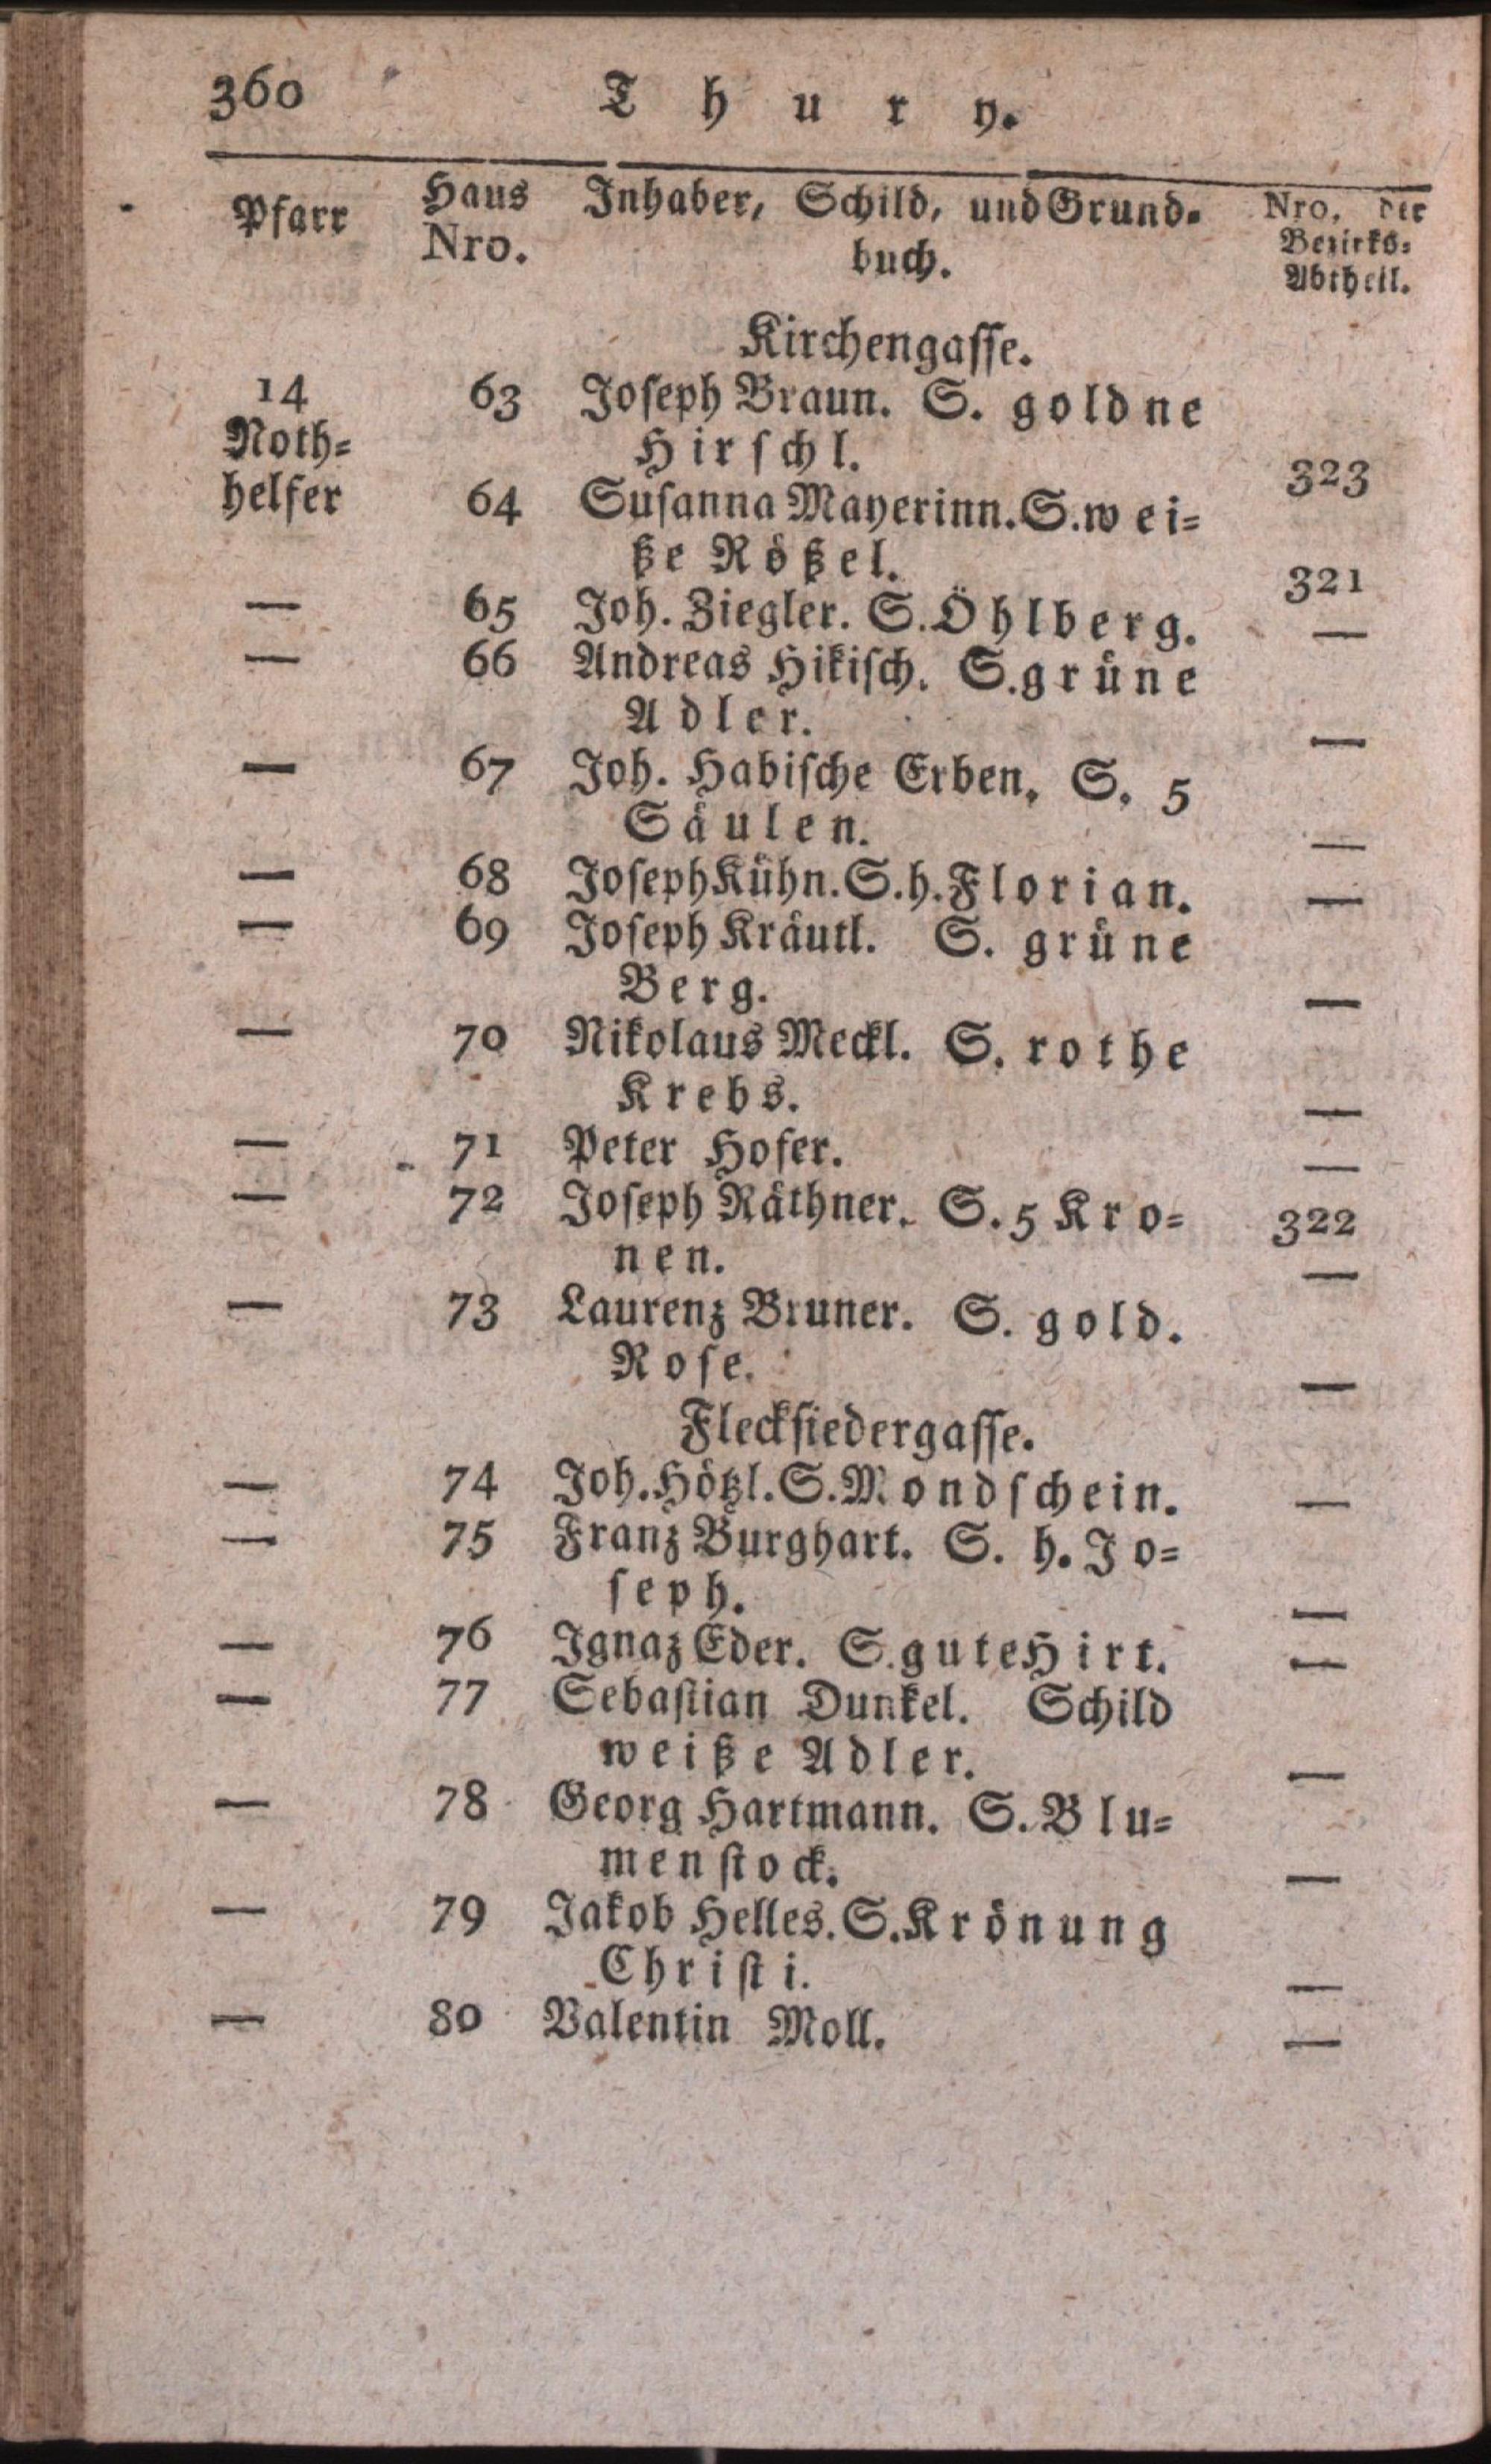 360 Thury.
Pfarr Haus Nro. Inhaber, Schild, und Grund-buch. Nro. der Bezirks-Abtheil.
Kirchengasse.
14 63 Joseph Braun. S. goldne
Noth- Hirschl. 323
helfer 64 Susanna Mayerinn. S. wei-
ße Rößel. 321
— 65 Joh. Ziegler. S. Öhlberg. —
— 66 Andreas Hikisch. S. grüne
Adler. —
— 67 Joh. Habische Erben. S. 5
Säulen. —
— 68 Joseph Kühn. S. h. Florian. —
— 69 Joseph Kräutl. S. grüne
Berg. —
— 70 Nikolaus Meckl. S. rothe
Krebs. —
— 71 Peter Hofer. —
— 72 Joseph Räthner. S. 5 Kro- 322
nen. —
— 73 Laurenz Bruner. S. gold.
Rose. —
Flecksiedergasse.
— 74 Joh. Hötzl. S. Mondschein. —
— 75 Franz Burghart. S. h. Jo-
seph. —
— 76 Ignaz Eder. S. gute Hirt. —
— 77 Sebastian Dunkel. Schild
weiße Adler. —
— 78 Georg Hartmann. S. Blu-
menstock. —
— 79 Jakob Helles. S. Krönung
Christi. —
— 80 Valentin Moll. —